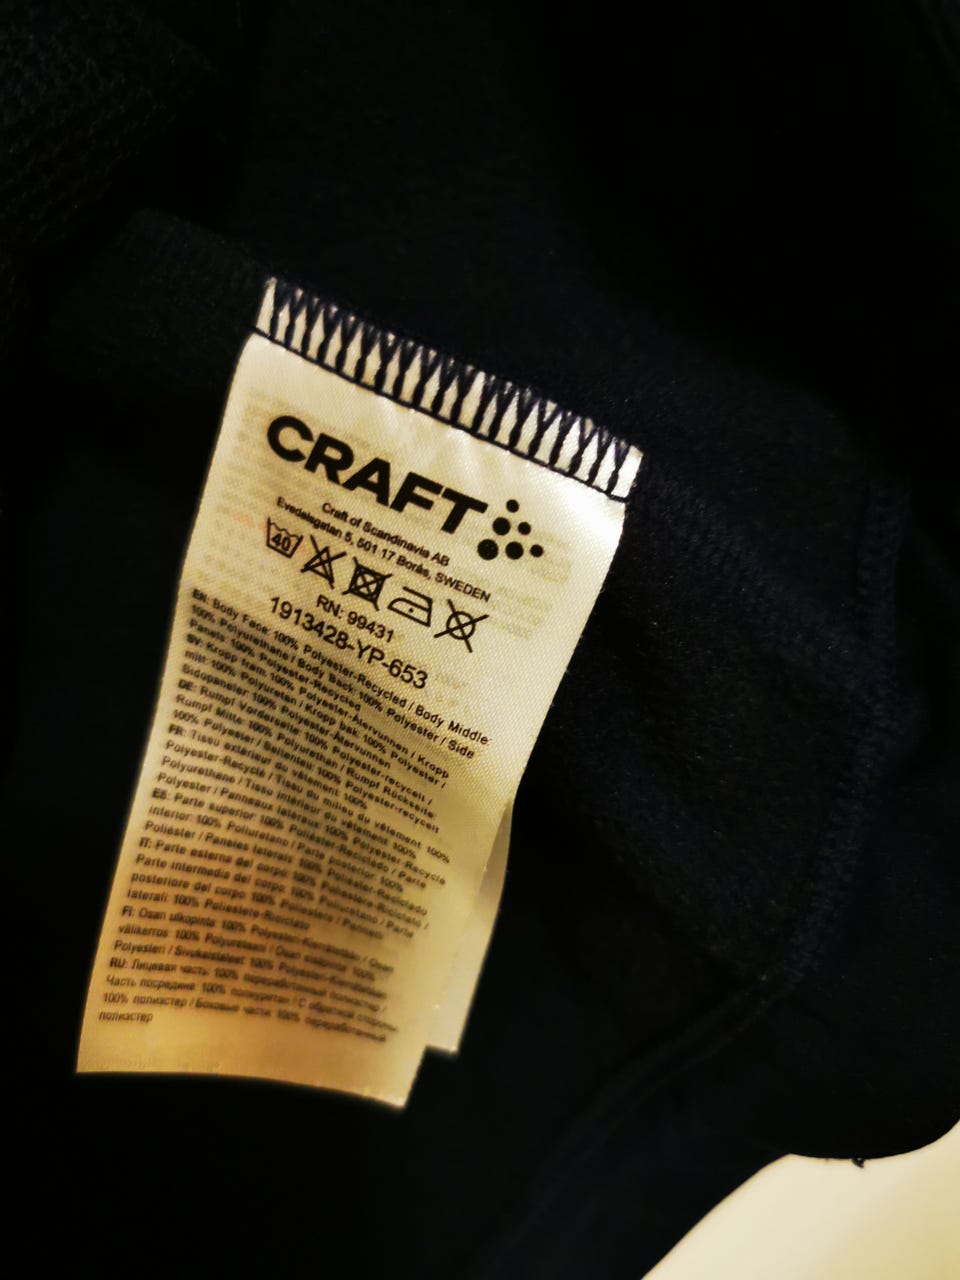 CRAFT
Craft of Scandinavia AB
Evedalsgatan 5, 501 17 Borås, SWEDEN
40
RN: 99431
1913428-YP-653
EN: Body Face: 100% Polyester-Recycled / Body Middle:
100% Polyurethane / Body Back: 100% Polyester / Side
Panels: 100% Polyester-Recycled
SV: Kropp fram: 100% Polyester-Återvunnen / Kropp
mitt: 100% Polyuretan / Kropp bak: 100% Polyester /
Sidopaneler: 100% Polyester-Återvunnen
DE: Rumpf Vorderseite: 100% Polyester-recycelt /
Rumpf Mitte: 100% Polyurethan / Rumpf Rückseite:
100% Polyester / Seitenteil: 100% Polyester-recycelt
FR: Tissu extérieur du vêtement: 100%
Polyester-Recyclé / Tissu du milieu du vêtement: 100%
Polyuréthane / Tissu intérieur du vêtement: 100%
Polyester / Panneaux latéraux: 100% Polyester-Recyclé
ES: Parte superior: 100% Poliéster-Reciclado / Parte
inferior: 100% Poliuretano / Parte posterior: 100%
Poliéster / Paneles laterales: 100% Poliéster-Reciclado
IT: Parte esterna del corpo: 100% Poliestere-Riciclato /
Parte intermedia del corpo: 100% Poliuretano / Parte
posteriore del corpo: 100% Poliestere / Pannelli
laterali: 100% Poliestere-Riciclato
FI: Osan ulkopinta: 100% / Osan
välikerros: 100% Polyuretaani / Osan sisäpinta: 100%
Polyesteri / Sivukaistaleet: 100%
RU: Лицевая часть: 100% переработанный полиэстер /
Часть посредине: 100% полиуретан / С обратной стороны:
100% полиэстер / Боковые части: 100% переработанный
полиэстер